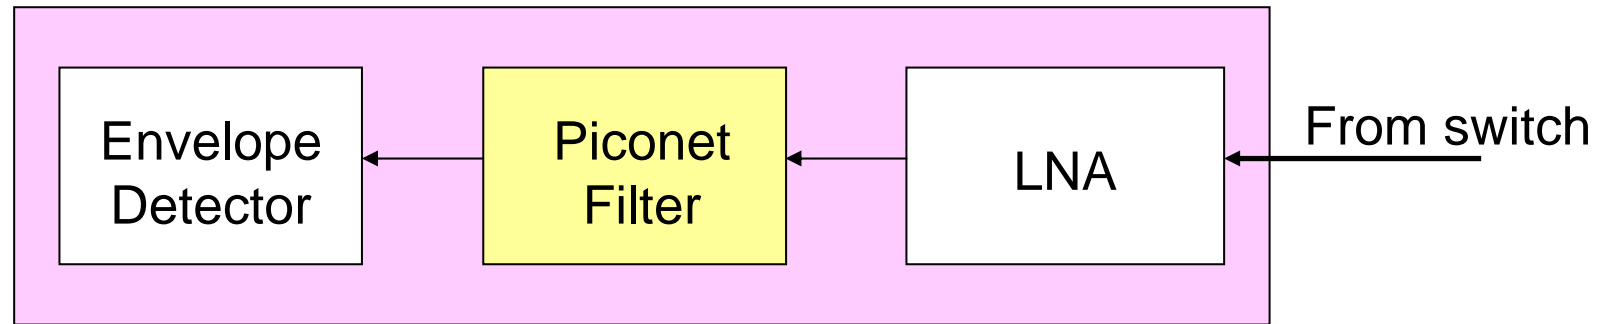 Envelope
Detector
Piconet
Filter
LNA
From switch